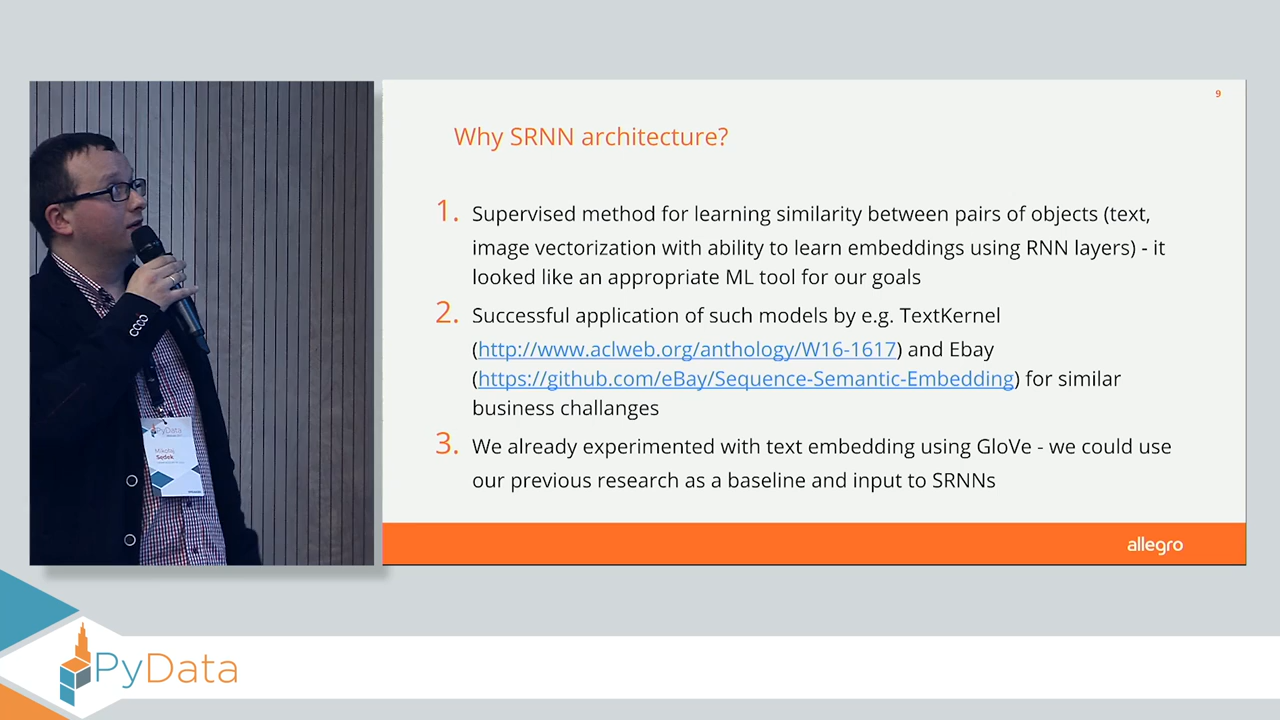 9
Why SRNN architecture?
1. Supervised method for learning similarity between pairs of objects (text,
image vectorization with ability to learn embeddings using RNN layers) - it
looked like an appropriate ML tool for our goals
2. Successful application of such models by e.g. TextKernel
(http://www.aclweb.org/anthology/W16-1617) and Ebay
(https://github.com/eBay/Sequence-Semantic-Embedding) for similar
business challanges
3. We already experimented with text embedding using GloVe - we could use
our previous research as a baseline and input to SRNNs
allegro
PyData
Mikołaj
Sędek
PyData